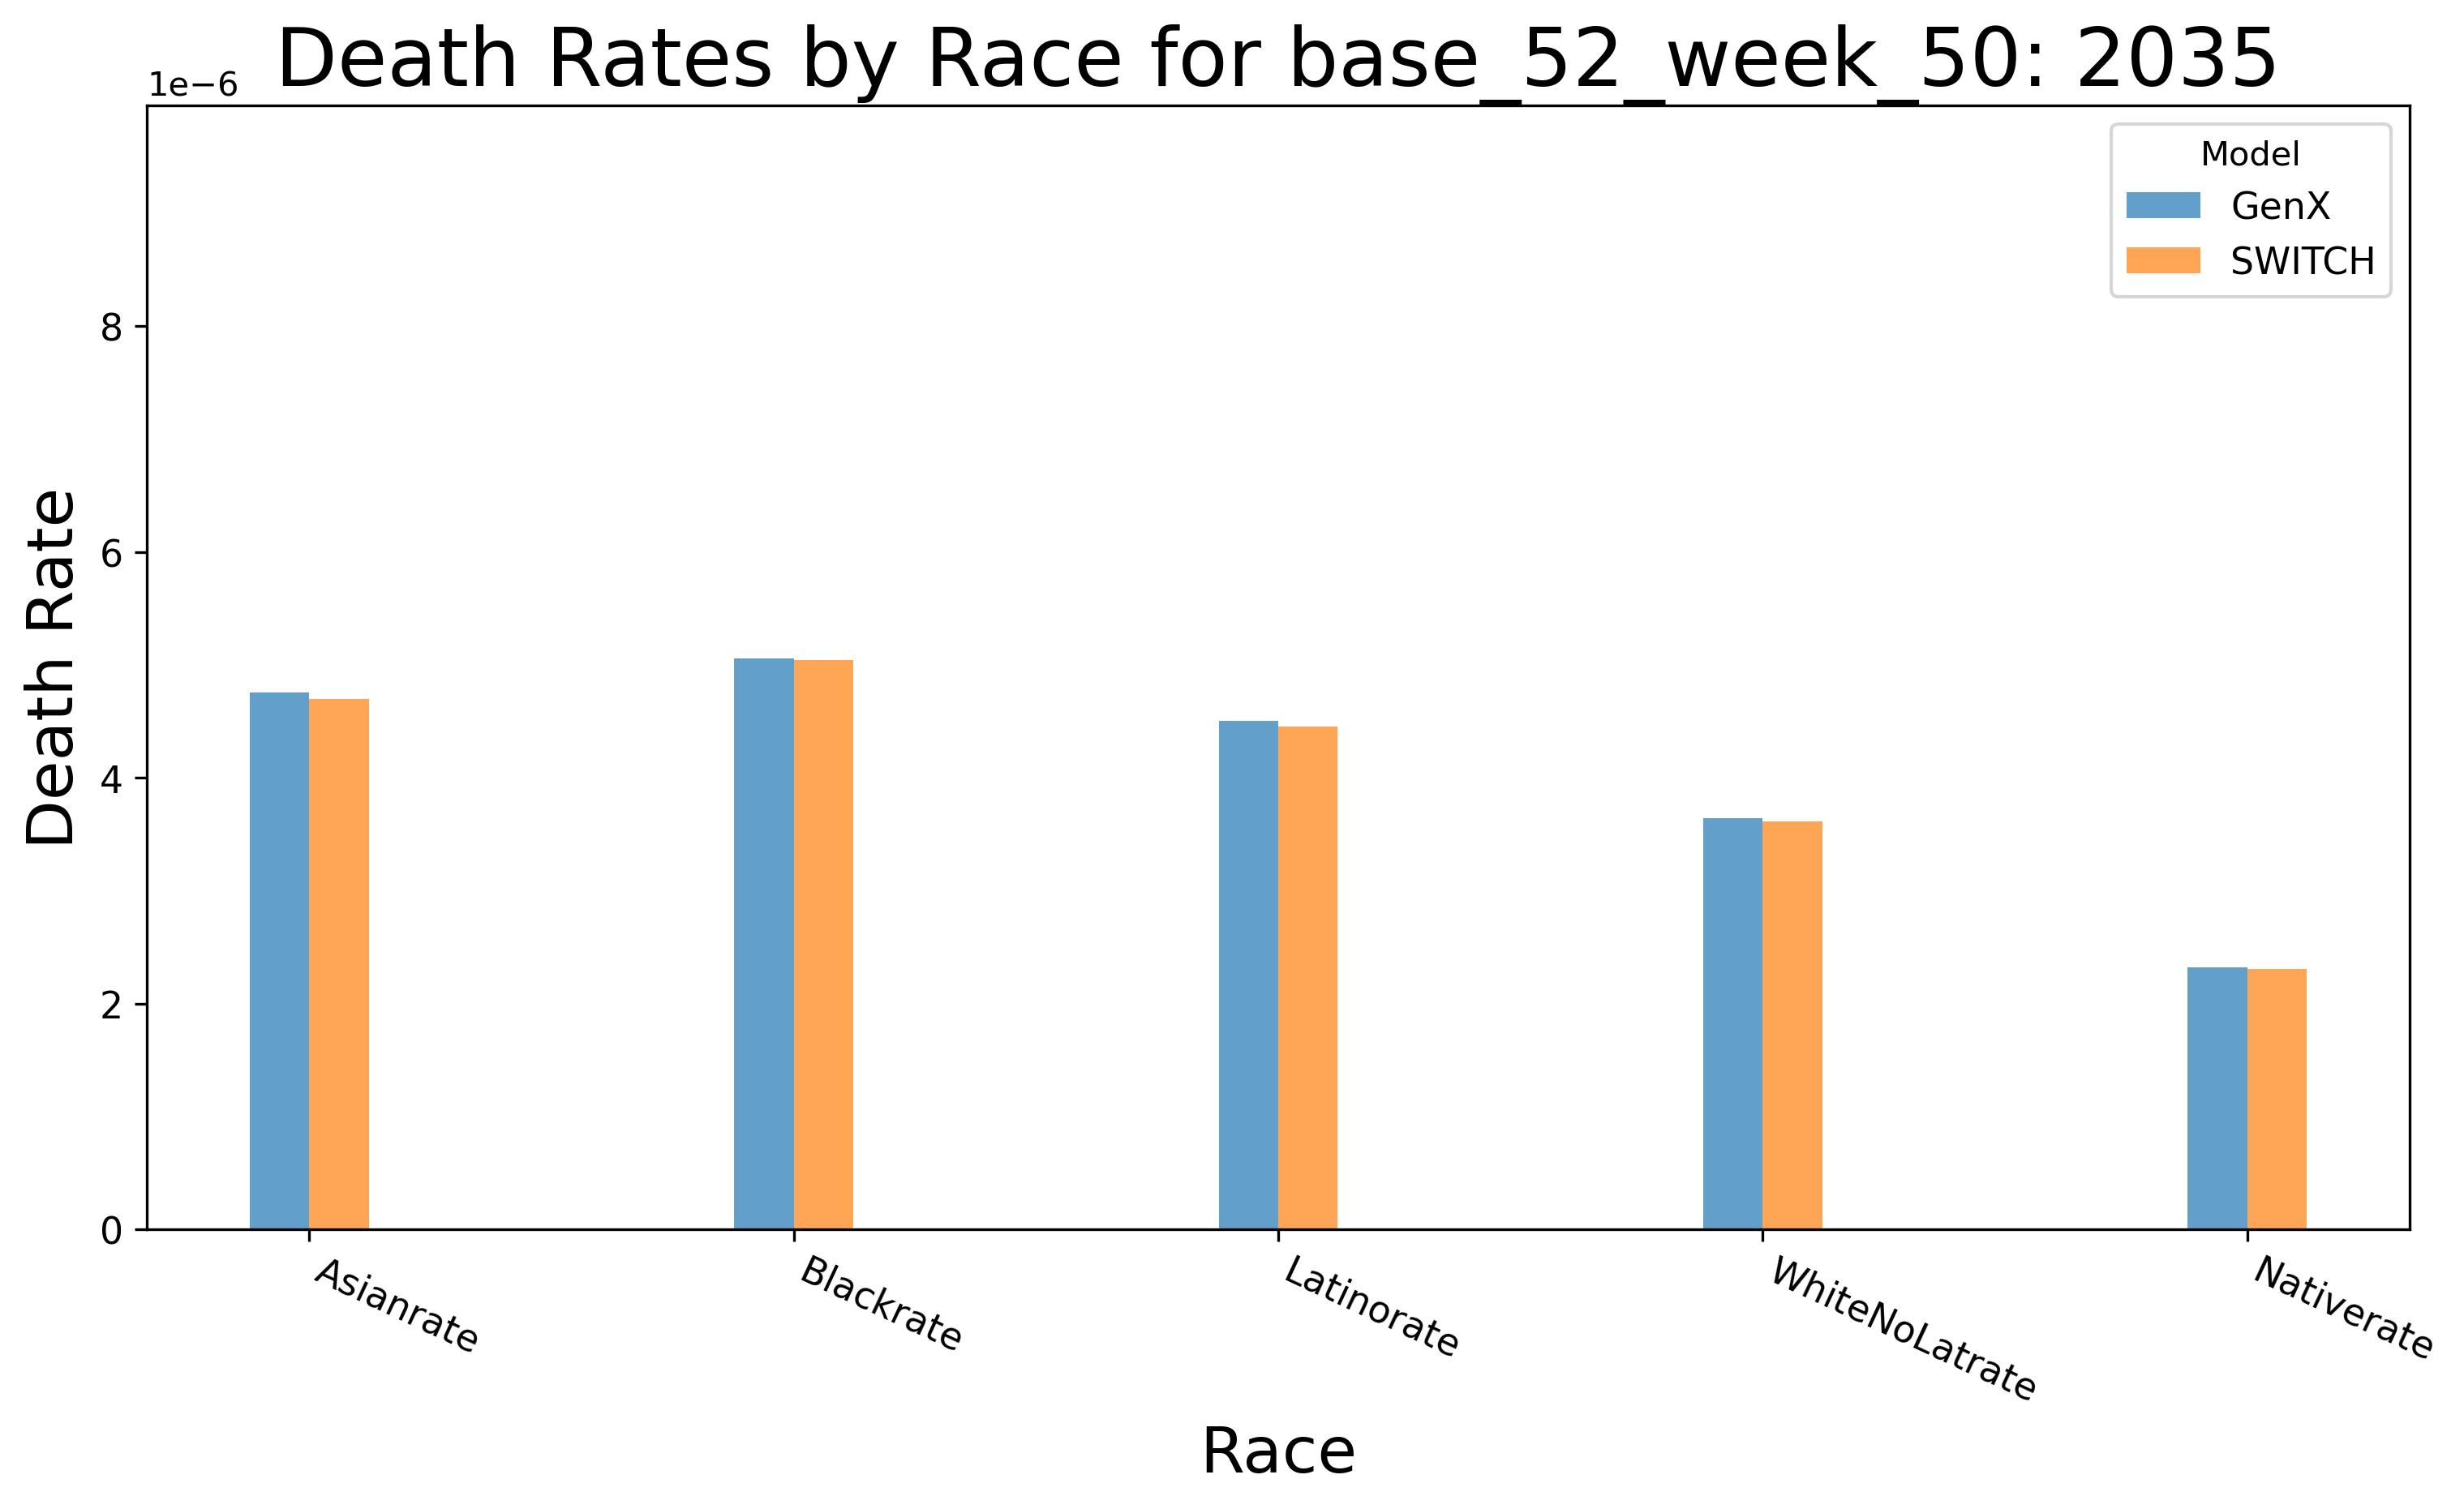 Death Rates by Race for base_52_week_50: 2035
1e−6
Model
GenX
SWITCH
8
6
4
2
0
Death Rate
Asianrate
Blackrate
Latinorate
WhiteNoLatrate
Nativerate
Race